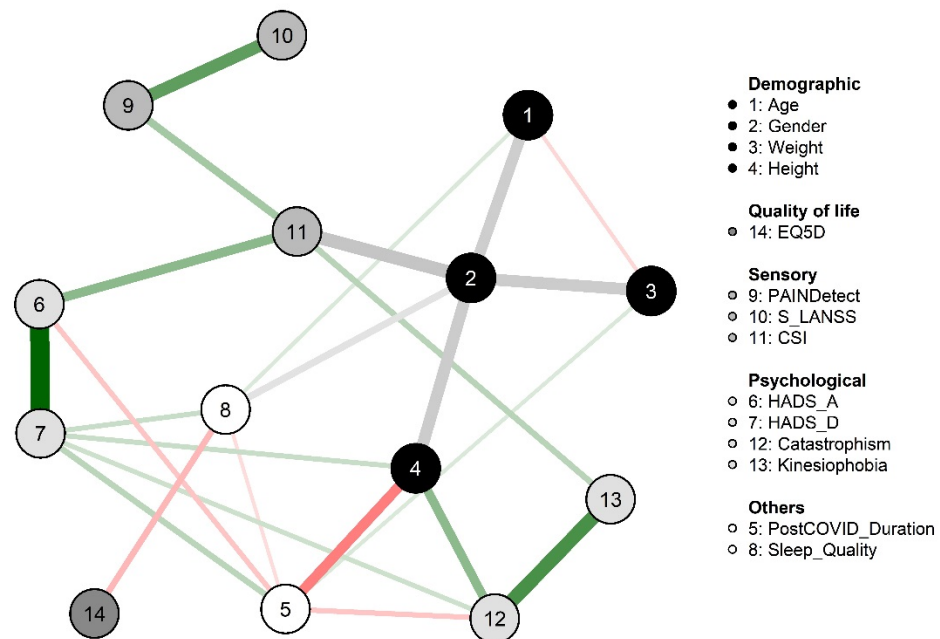 10
9
1
11
2
3
6
8
7
4
13
14
5
12
Demographic
1: Age
2: Gender
3: Weight
4: Height
Quality of life
14: EQ5D
Sensory
9: PAINDetect
10: S_LANSS
11: CSI
Psychological
6: HADS_A
7: HADS_D
12: Catastrophism
13: Kinesiophobia
Others
5: PostCOVID_Duration
8: Sleep_Quality